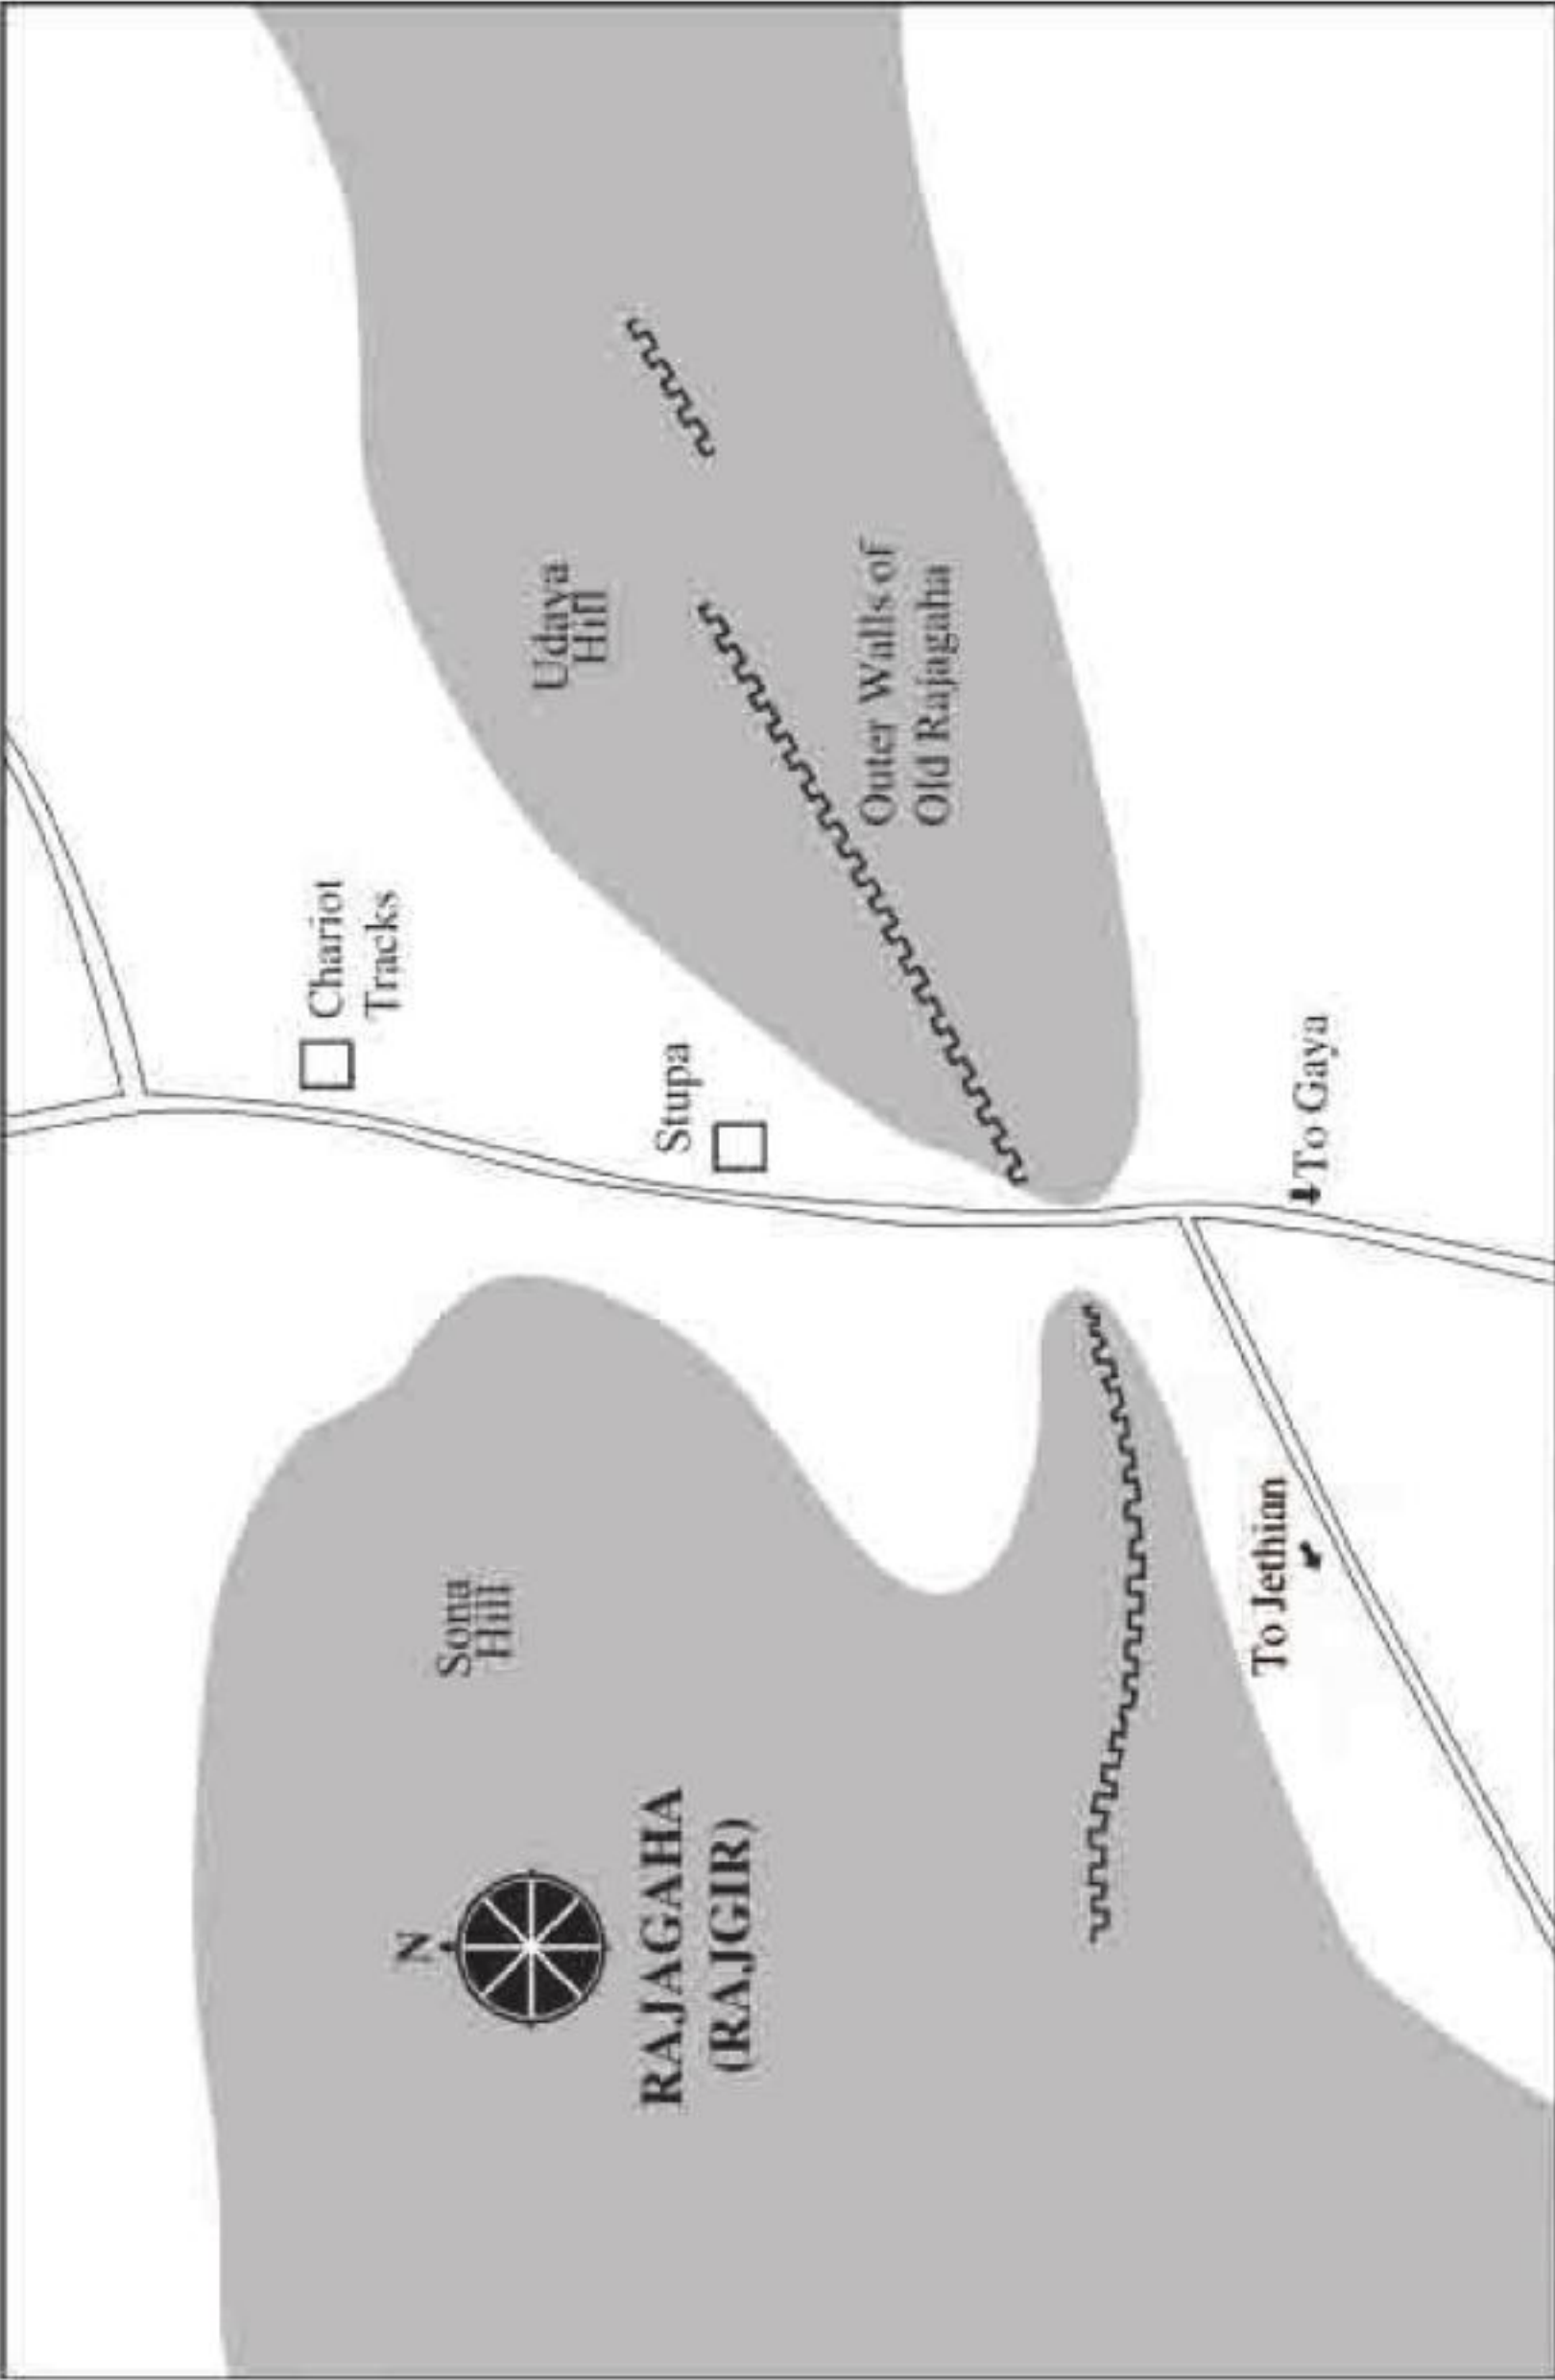 Chariot
Tracks
Stupa
Udaya
Hill
Outer Walls of
Old Rajagaha
Sona
Hill
N
RAJAGAHA
(RAJGIR)
To Gaya
To Jethian